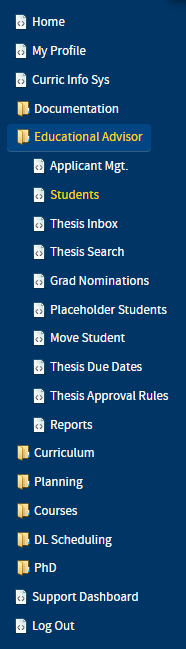 Home
My Profile
Curric Info Sys
Documentation
Educational Advisor
Applicant Mgt.
Students
Thesis Inbox
Thesis Search
Grad Nominations
Placeholder Students
Move Student
Thesis Due Dates
Thesis Approval Rules
Reports
Curriculum
Planning
Courses
DL Scheduling
PhD
Support Dashboard
Log Out